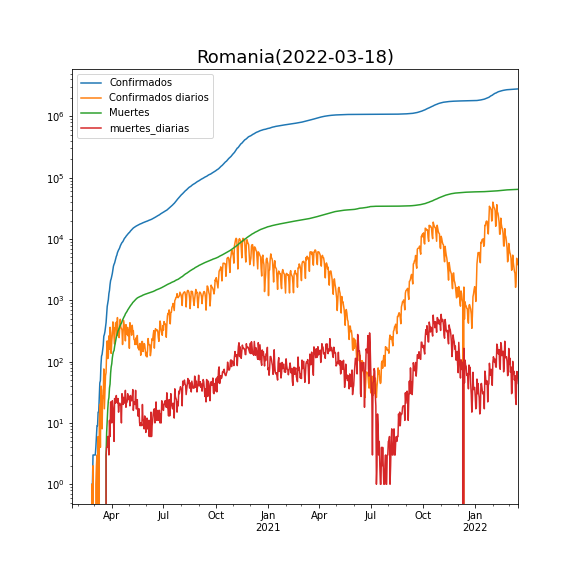 Romania(2022-03-18)
Confirmados
Confirmados diarios
Muertes
muertes_diarias
10⁶
10⁵
10⁴
10³
10²
10¹
10⁰
Apr Jul Oct Jan Apr Jul Oct Jan
2021 2022